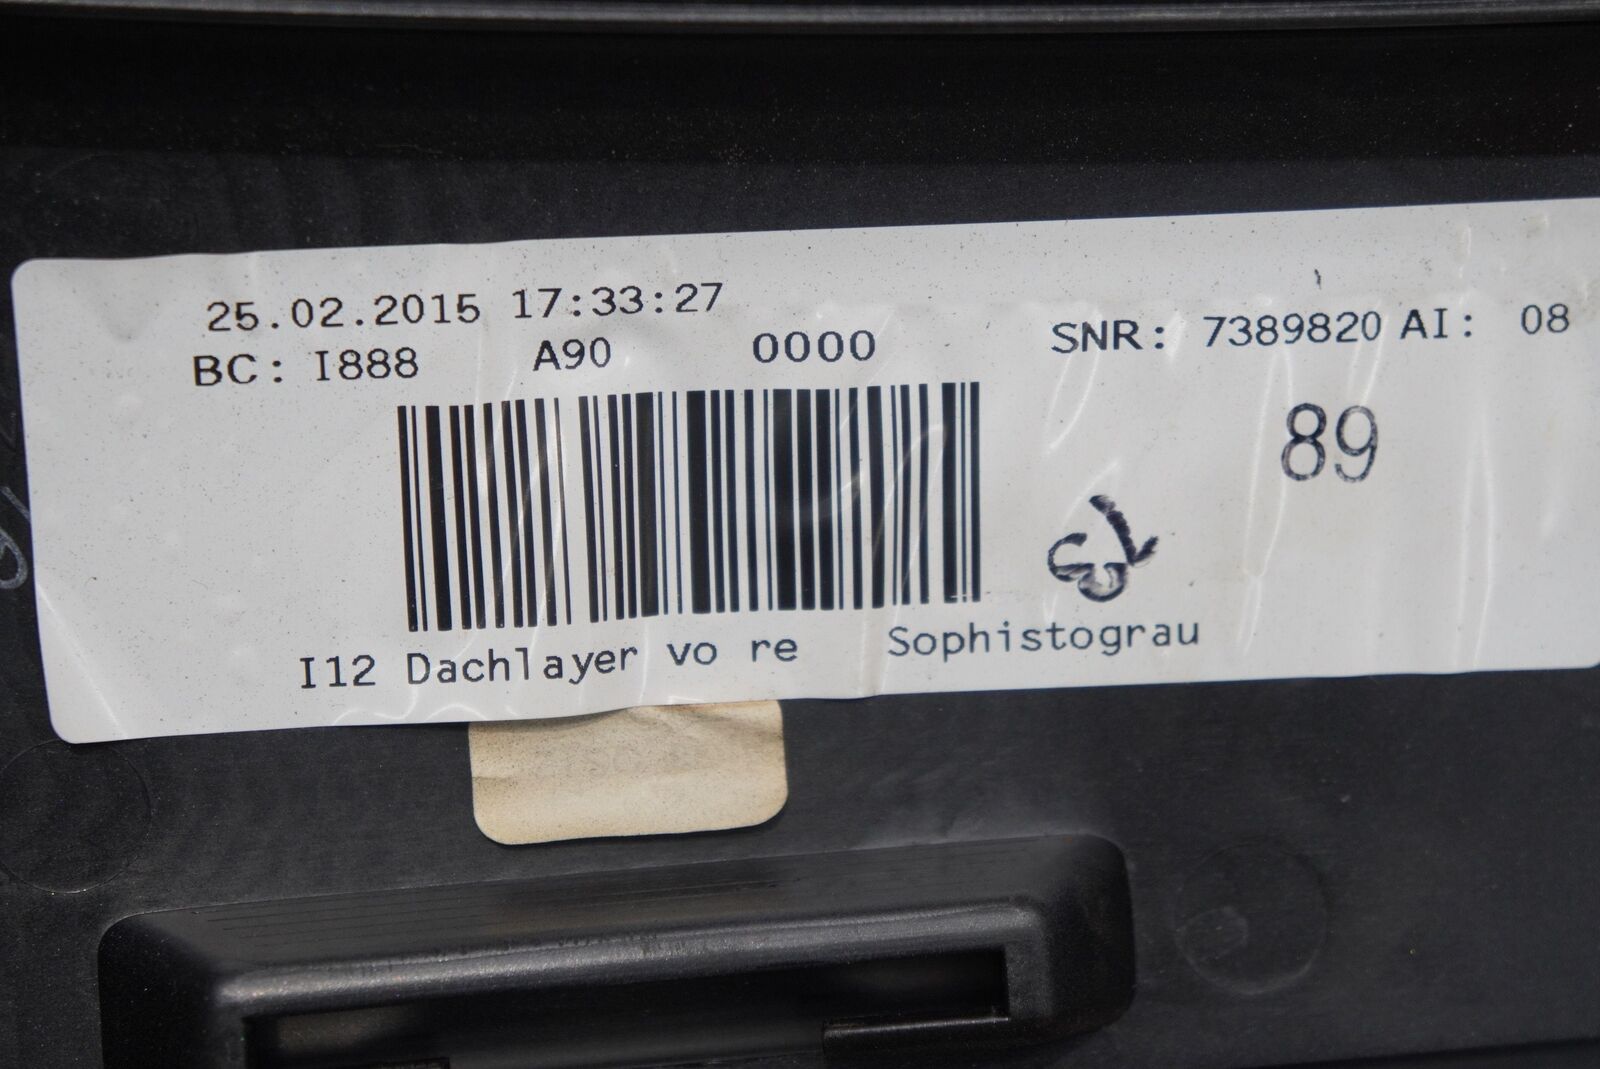 25.02.2015 17:33:27
BC: I888 A90 0000
SNR: 7389820 AI: 08
89
I12 Dachlayer vo re Sophistograu